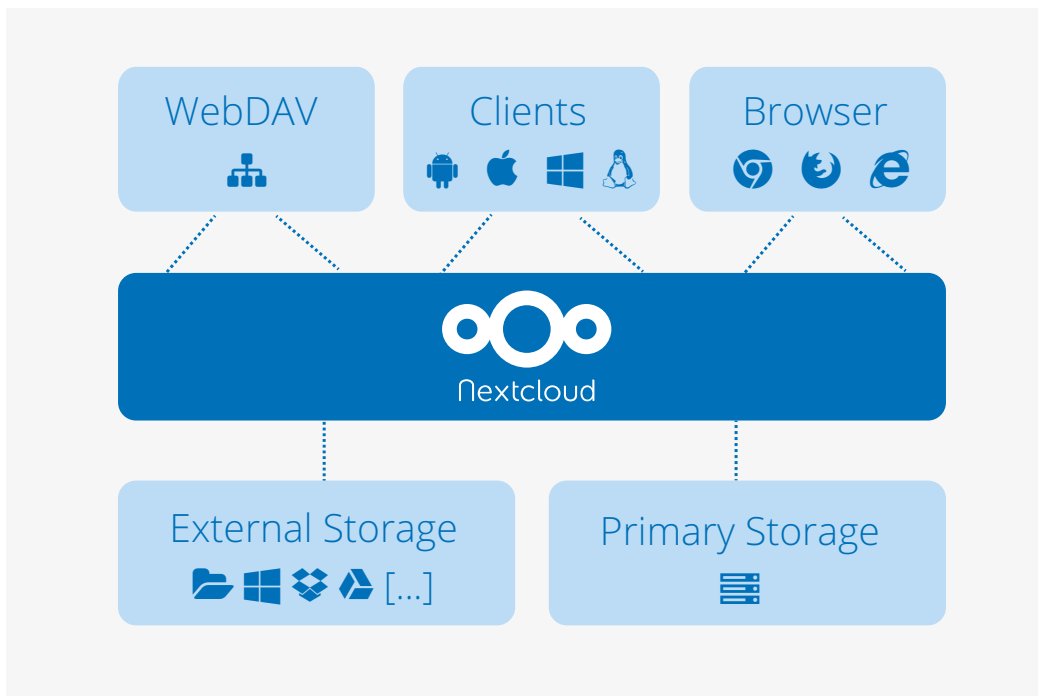 WebDAV
Clients
Browser
Nextcloud
External Storage
[...]
Primary Storage